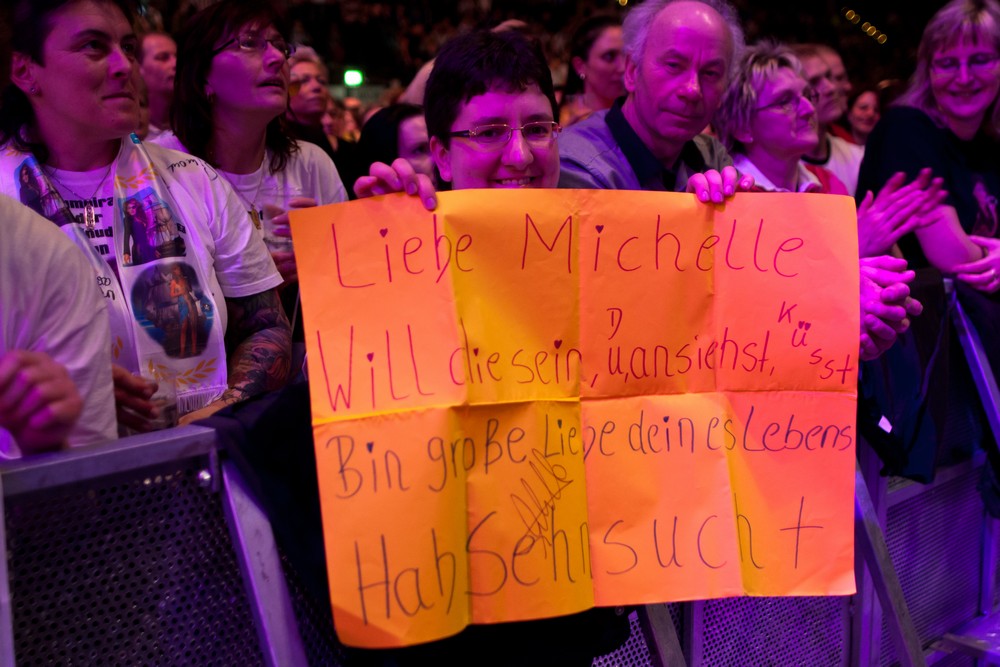 Liebe Michelle
Will die sein, Du, ansiehst, Küsst
Bin große Liebe deines Lebens
Hab Sehnsucht